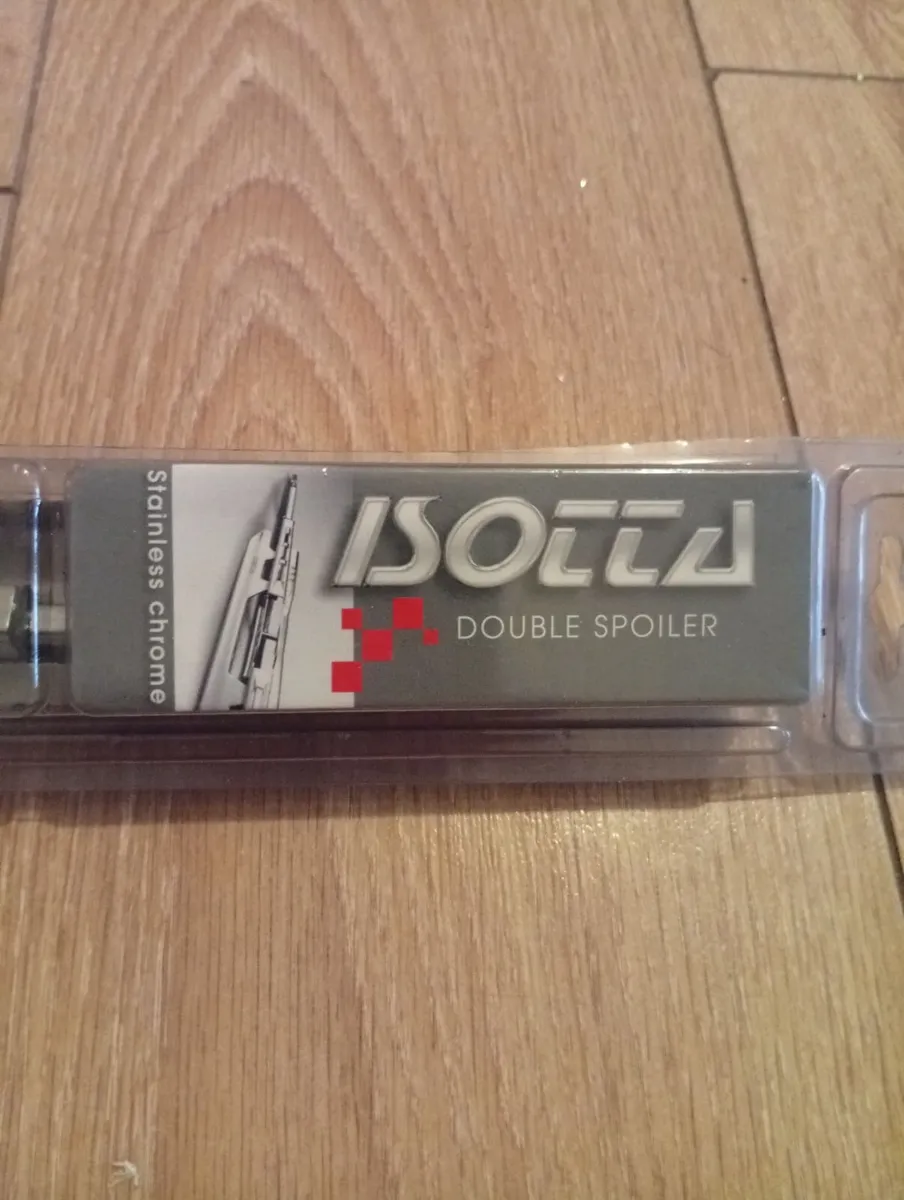 Stainless chrome
ISOTTA
DOUBLE SPOILER